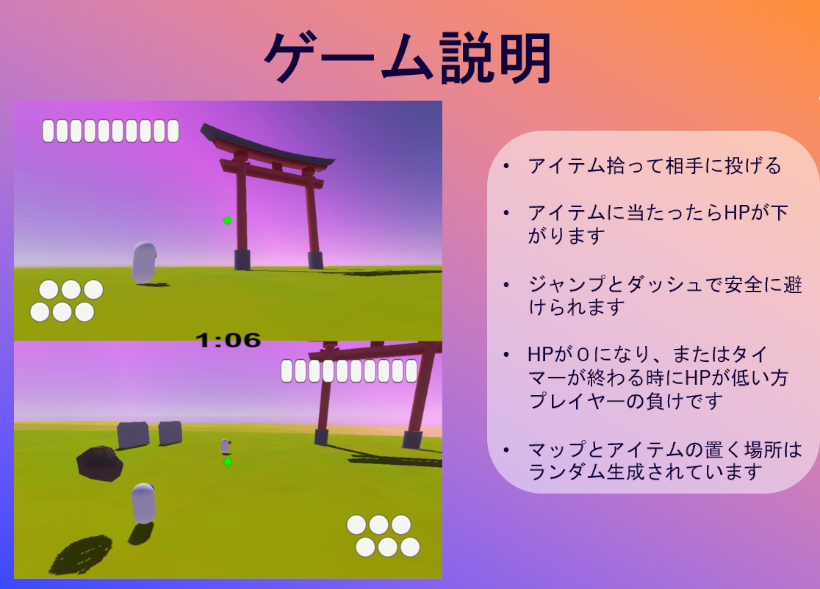 ゲーム説明
• アイテム拾って相手に投げる
• アイテムに当たったらHPが下
がります
• ジャンプとダッシュで安全に避
けられます
• HPが０になり、またはタイ
マーが終わる時にHPが低い方
プレイヤーの負けです
• マップとアイテムの置く場所は
ランダム生成されています
1:06